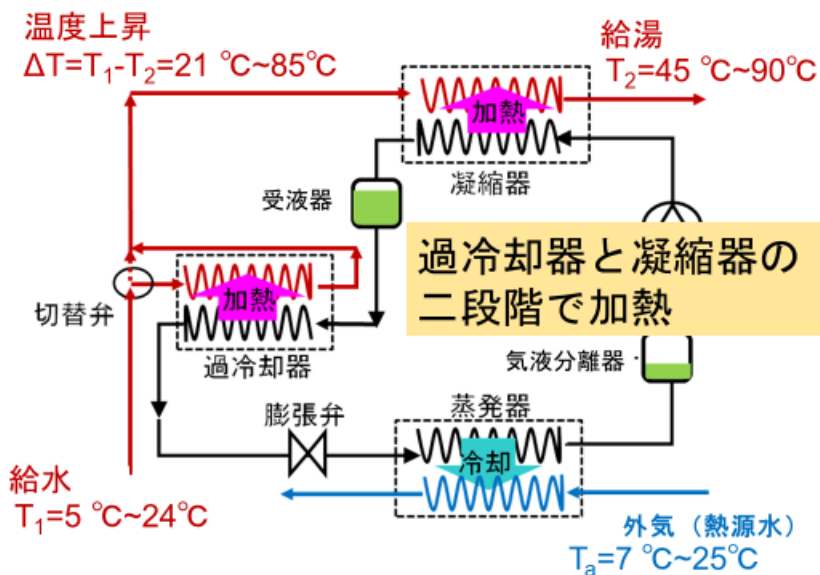 温度上昇
ΔT=T₁-T₂=21 ℃~85℃
給湯
T₂=45 ℃~90℃
加熱
凝縮器
受液器
過冷却器と凝縮器の
二段階で加熱
加熱
切替弁
過冷却器
気液分離器
膨張弁
蒸発器
冷却
給水
T₁=5 ℃~24℃
外気（熱源水）
Tₐ=7 ℃~25℃